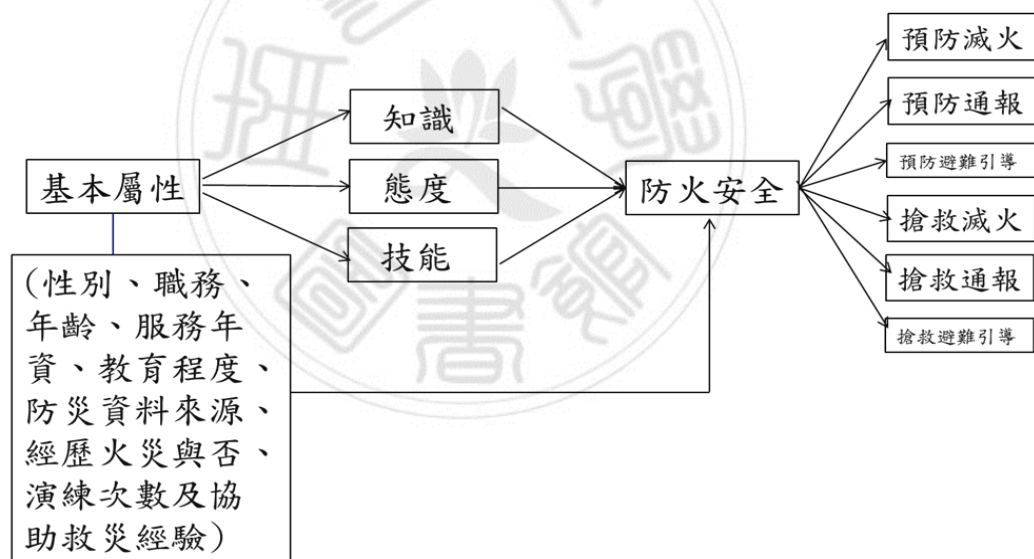 預防滅火
預防通報
知識
預防避難引導
基本屬性
態度
防火安全
搶救滅火
技能
搶救通報
搶救避難引導
(性別、職務、
年齡、服務年
資、教育程度、
防災資料來源、
經歷火災與否、
演練次數及協
助救災經驗)